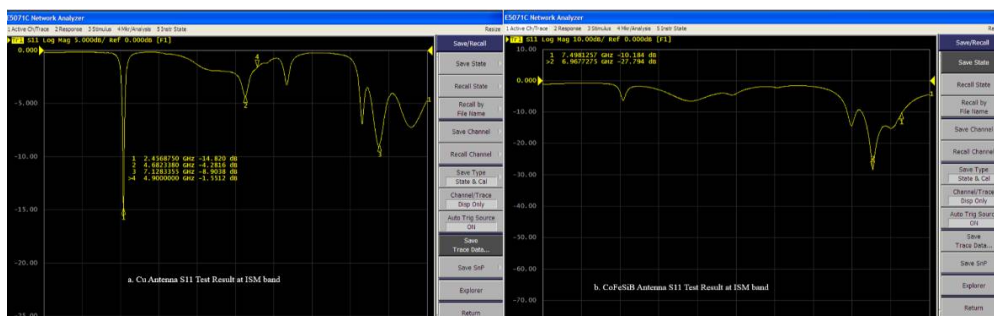 E5071C Network Analyzer
1 Active Ch/Trace 2 Response 3 Stimulus 4 Mkr/Analysis 5 Instr State
Resize
Tr1 S11 Log Mag 5.000dB/ Ref 0.000dB [F1]
0.000
-5.000
-10.00
-15.00
-20.00
-25.00
1 2.4568750 GHz -14.820 dB
2 4.6823380 GHz -4.2816 dB
3 7.1283355 GHz -8.9038 dB
>4 4.9000000 GHz -1.5512 dB
4
2
3
1
a. Cu Antenna S11 Test Result at ISM band
Save/Recall
Save State
Recall State
Recall by
File Name
Save Channel
Recall Channel
Save Type
State & Cal
Channel/Trace
Disp Only
Auto Trig Source
ON
Save
Trace Data...
Save SnP
Explorer
Return
E5071C Network Analyzer
1 Active Ch/Trace 2 Response 3 Stimulus 4 Mkr/Analysis 5 Instr State
Tr1 S11 Log Mag 10.00dB/ Ref 0.000dB [F1]
10.00
0.000
-10.00
-20.00
-30.00
-40.00
-50.00
-60.00
-70.00
1 7.4981257 GHz -10.184 dB
>2 6.9677275 GHz -27.794 dB
1
1
b. CoFeSiB Antenna S11 Test Result at ISM band
Save/Recall
Save State
Recall State
Recall by
File Name
Save Channel
Recall Channel
Save Type
State & Cal
Channel/Trace
Disp Only
Auto Trig Sourc
ON
Save
Trace Data...
Save SnP
Explorer
Return